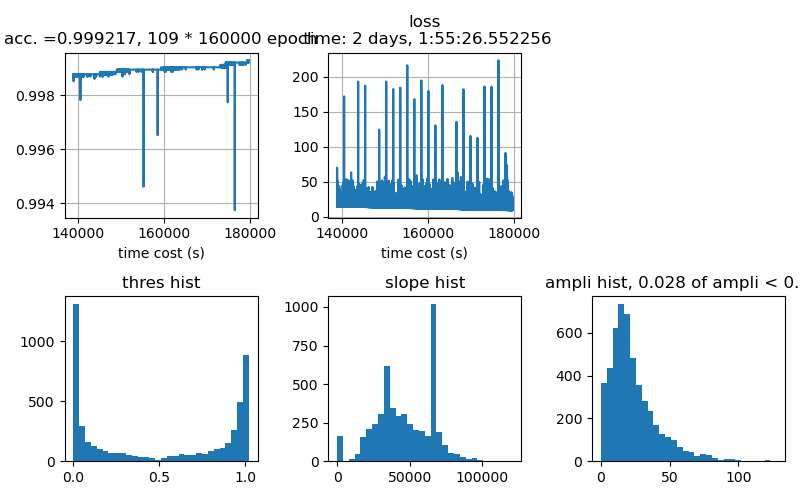 acc. =0.999217, 109 * 160000 epoch
loss
time: 2 days, 1:55:26.552256
0.998
0.996
0.994
140000 160000 180000
time cost (s)
200
150
100
50
0
140000 160000 180000
time cost (s)
thres hist
1000
500
0
0.0 0.5 1.0
slope hist
1000
750
500
250
0
0 50000 100000
ampli hist, 0.028 of ampli < 0.
600
400
200
0
0 50 100